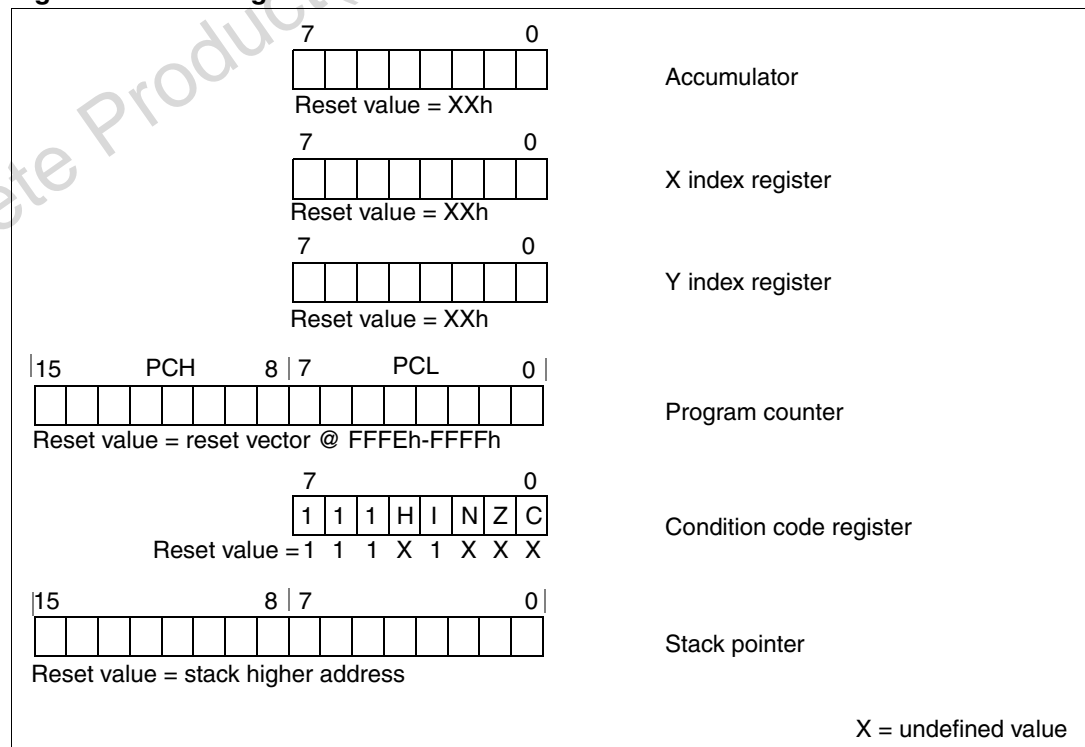 7 0
Accumulator
Reset value = XXh
7 0
X index register
Reset value = XXh
7 0
Y index register
Reset value = XXh
15 PCH 8 7 PCL 0
Program counter
Reset value = reset vector @ FFFEh-FFFFh
7 0
1 1 1 H I N Z C
Condition code register
Reset value = 1 1 1 X 1 X X X
15 8 7 0
Stack pointer
Reset value = stack higher address
X = undefined value